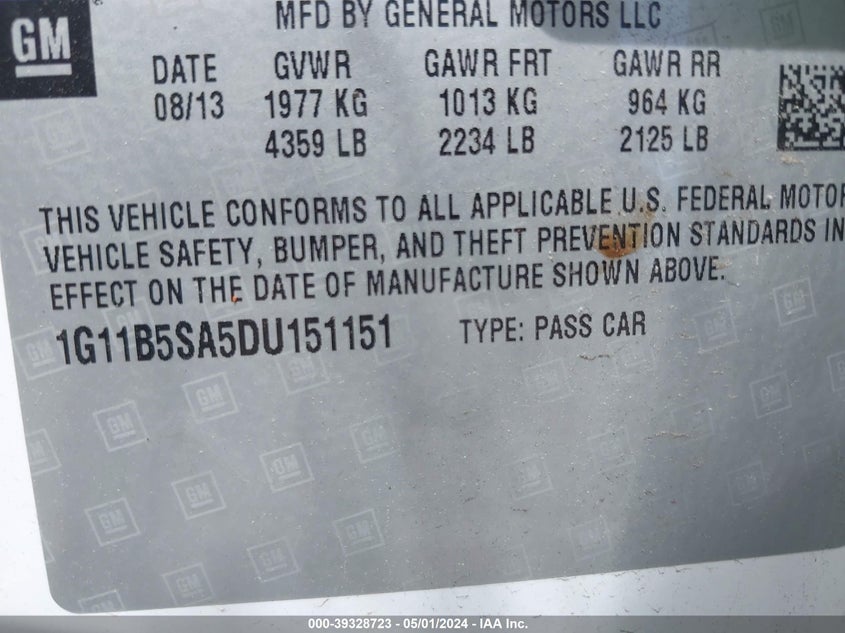 GM
MFD BY GENERAL MOTORS LLC
DATE GVWR GAWR FRT GAWR RR
08/13 1977 KG 1013 KG 964 KG
4359 LB 2234 LB 2125 LB
THIS VEHICLE CONFORMS TO ALL APPLICABLE U.S. FEDERAL MOTOR
VEHICLE SAFETY, BUMPER, AND THEFT PREVENTION STANDARDS IN
EFFECT ON THE DATE OF MANUFACTURE SHOWN ABOVE.
1G11B5SA5DU151151 TYPE: PASS CAR
000-39328723 - 05/01/2024 - IAA Inc.